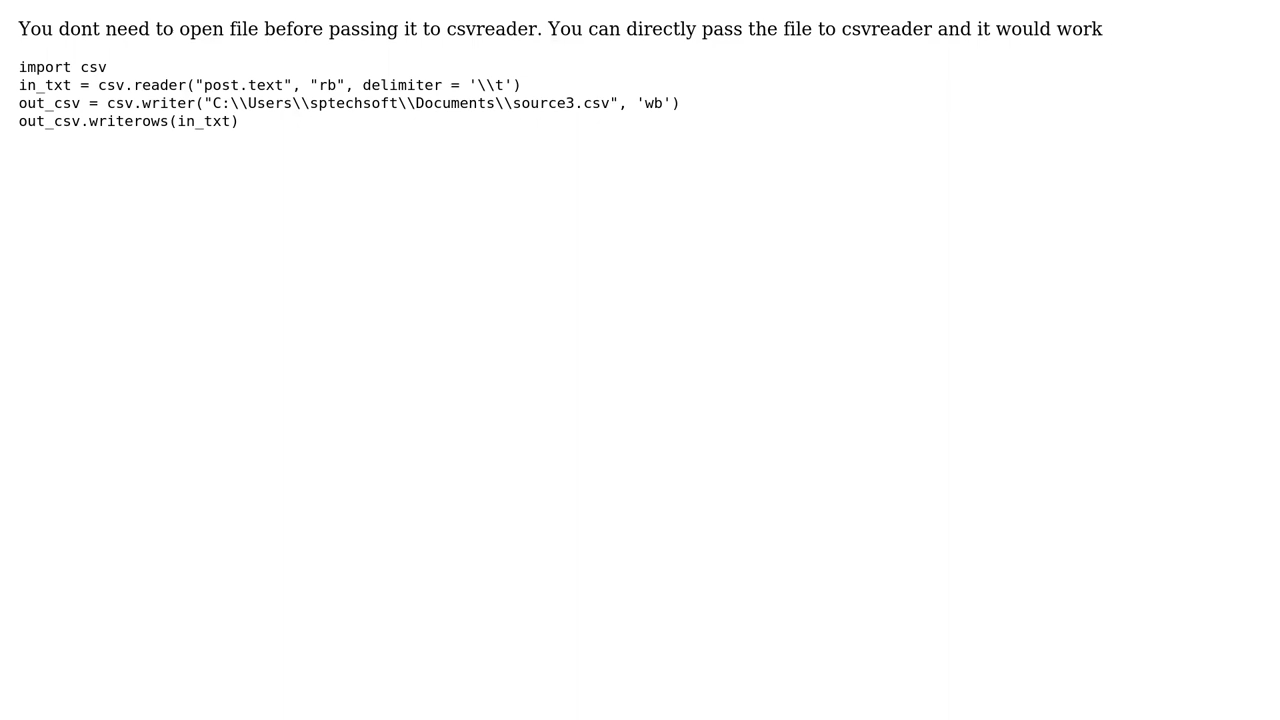 You dont need to open file before passing it to csvreader. You can directly pass the file to csvreader and it would work
import csv
in_txt = csv.reader("post.text", "rb", delimiter = '\\t')
out_csv = csv.writer("C:\\Users\\sptechsoft\\Documents\\source3.csv", 'wb')
out_csv.writerows(in_txt)